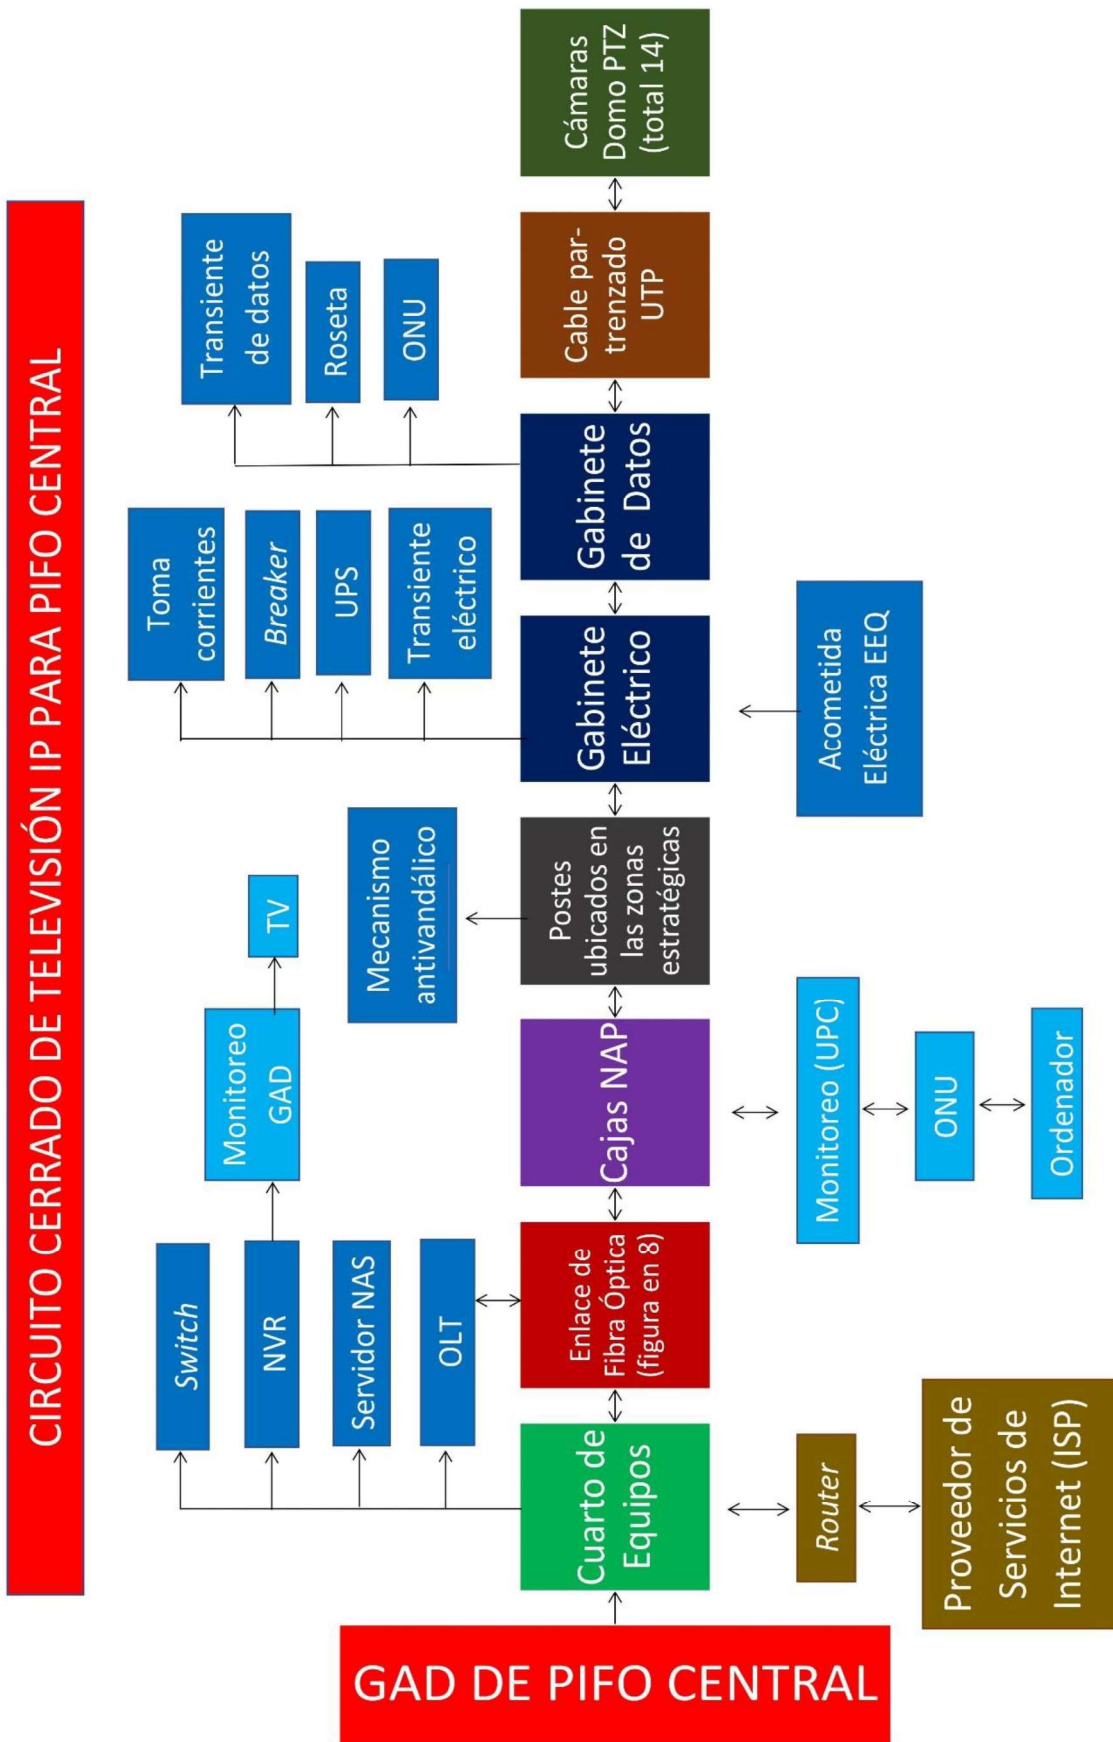 CIRCUITO CERRADO DE TELEVISIÓN IP PARA PIFO CENTRAL
GAD DE PIFO CENTRAL
Cuarto de
Equipos
Switch
NVR
Servidor NAS
OLT
Monitoreo
GAD
TV
Router
Proveedor de
Servicios de
Internet (ISP)
Enlace de
Fibra Óptica
(figura en 8)
Cajas NAP
Monitoreo (UPC)
ONU
Ordenador
Postes
ubicados en
las zonas
estratégicas
Mecanismo
antivandálico
Gabinete
Eléctrico
Toma
corrientes
Breaker
UPS
Transiente
eléctrico
Acometida
Eléctrica EEQ
Gabinete
de Datos
Transiente
de datos
Roseta
ONU
Cable par-
trenzado
UTP
Cámaras
Domo PTZ
(total 14)